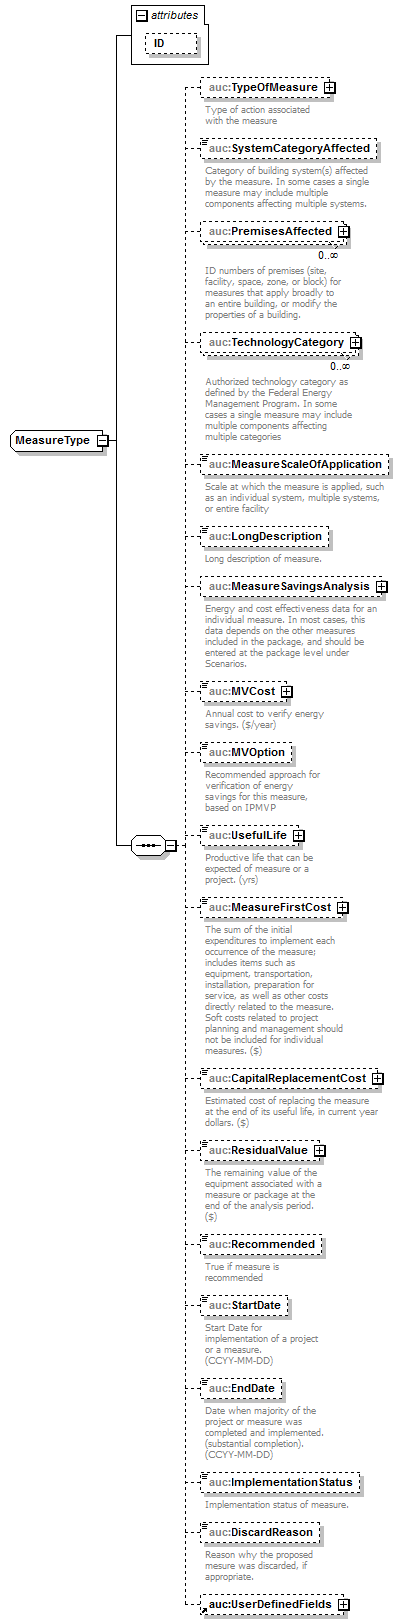 attributes
ID
auc:TypeOfMeasure
Type of action associated
with the measure
auc:SystemCategoryAffected
Category of building system(s) affected
by the measure. In some cases a single
measure may include multiple
components affecting multiple systems.
auc:PremisesAffected
0..∞
ID numbers of premises (site,
facility, space, zone, or block) for
measures that apply broadly to
an entire building, or modify the
properties of a building.
auc:TechnologyCategory
0..∞
Authorized technology category as
defined by the Federal Energy
Management Program. In some
cases a single measure may include
multiple components affecting
multiple categories
MeasureType
auc:MeasureScaleOfApplication
Scale at which the measure is applied, such
as an individual system, multiple systems,
or entire facility
auc:LongDescription
Long description of measure.
auc:MeasureSavingsAnalysis
Energy and cost effectiveness data for an
individual measure. In most cases, this
data depends on the other measures
included in the package, and should be
entered at the package level under
Scenarios.
auc:MVCost
Annual cost to verify energy
savings. ($/year)
auc:MVOption
Recommended approach for
verification of energy
savings for this measure,
based on IPMVP
auc:UsefulLife
Productive life that can be
expected of measure or a
project. (yrs)
auc:MeasureFirstCost
The sum of the initial
expenditures to implement each
occurrence of the measure;
includes items such as
equipment, transportation,
installation, preparation for
service, as well as other costs
directly related to the measure.
Soft costs related to project
planning and management should
not be included for individual
measures. ($)
auc:CapitalReplacementCost
Estimated cost of replacing the measure
at the end of its useful life, in current year
dollars. ($)
auc:ResidualValue
The remaining value of the
equipment associated with a
measure or package at the
end of the analysis period.
($)
auc:Recommended
True if measure is
recommended
auc:StartDate
Start Date for
implementation of a project
or a measure.
(CCYY-MM-DD)
auc:EndDate
Date when majority of the
project or measure was
completed and implemented.
(substantial completion).
(CCYY-MM-DD)
auc:ImplementationStatus
Implementation status of measure.
auc:DiscardReason
Reason why the proposed
mesure was discarded, if
appropriate.
auc:UserDefinedFields